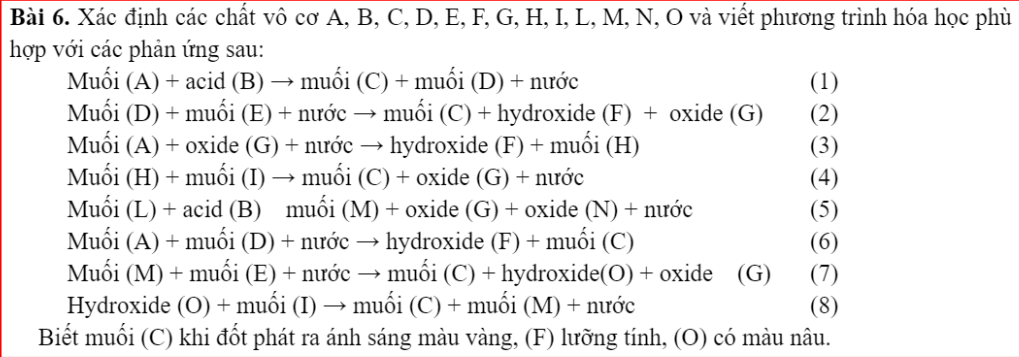 Bài 6. Xác định các chất vô cơ A, B, C, D, E, F, G, H, I, L, M, N, O và viết phương trình hóa học phù
hợp với các phản ứng sau:
Muối (A) + acid (B) → muối (C) + muối (D) + nước (1)
Muối (D) + muối (E) + nước → muối (C) + hydroxide (F) + oxide (G) (2)
Muối (A) + oxide (G) + nước → hydroxide (F) + muối (H) (3)
Muối (H) + muối (I) → muối (C) + oxide (G) + nước (4)
Muối (L) + acid (B) muối (M) + oxide (G) + oxide (N) + nước (5)
Muối (A) + muối (D) + nước → hydroxide (F) + muối (C) (6)
Muối (M) + muối (E) + nước → muối (C) + hydroxide(O) + oxide (G) (7)
Hydroxide (O) + muối (I) → muối (C) + muối (M) + nước (8)
Biết muối (C) khi đốt phát ra ánh sáng màu vàng, (F) lưỡng tính, (O) có màu nâu.